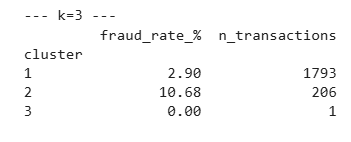 --- k=3 ---
fraud_rate_% n_transactions
cluster
1 2.90 1793
2 10.68 206
3 0.00 1